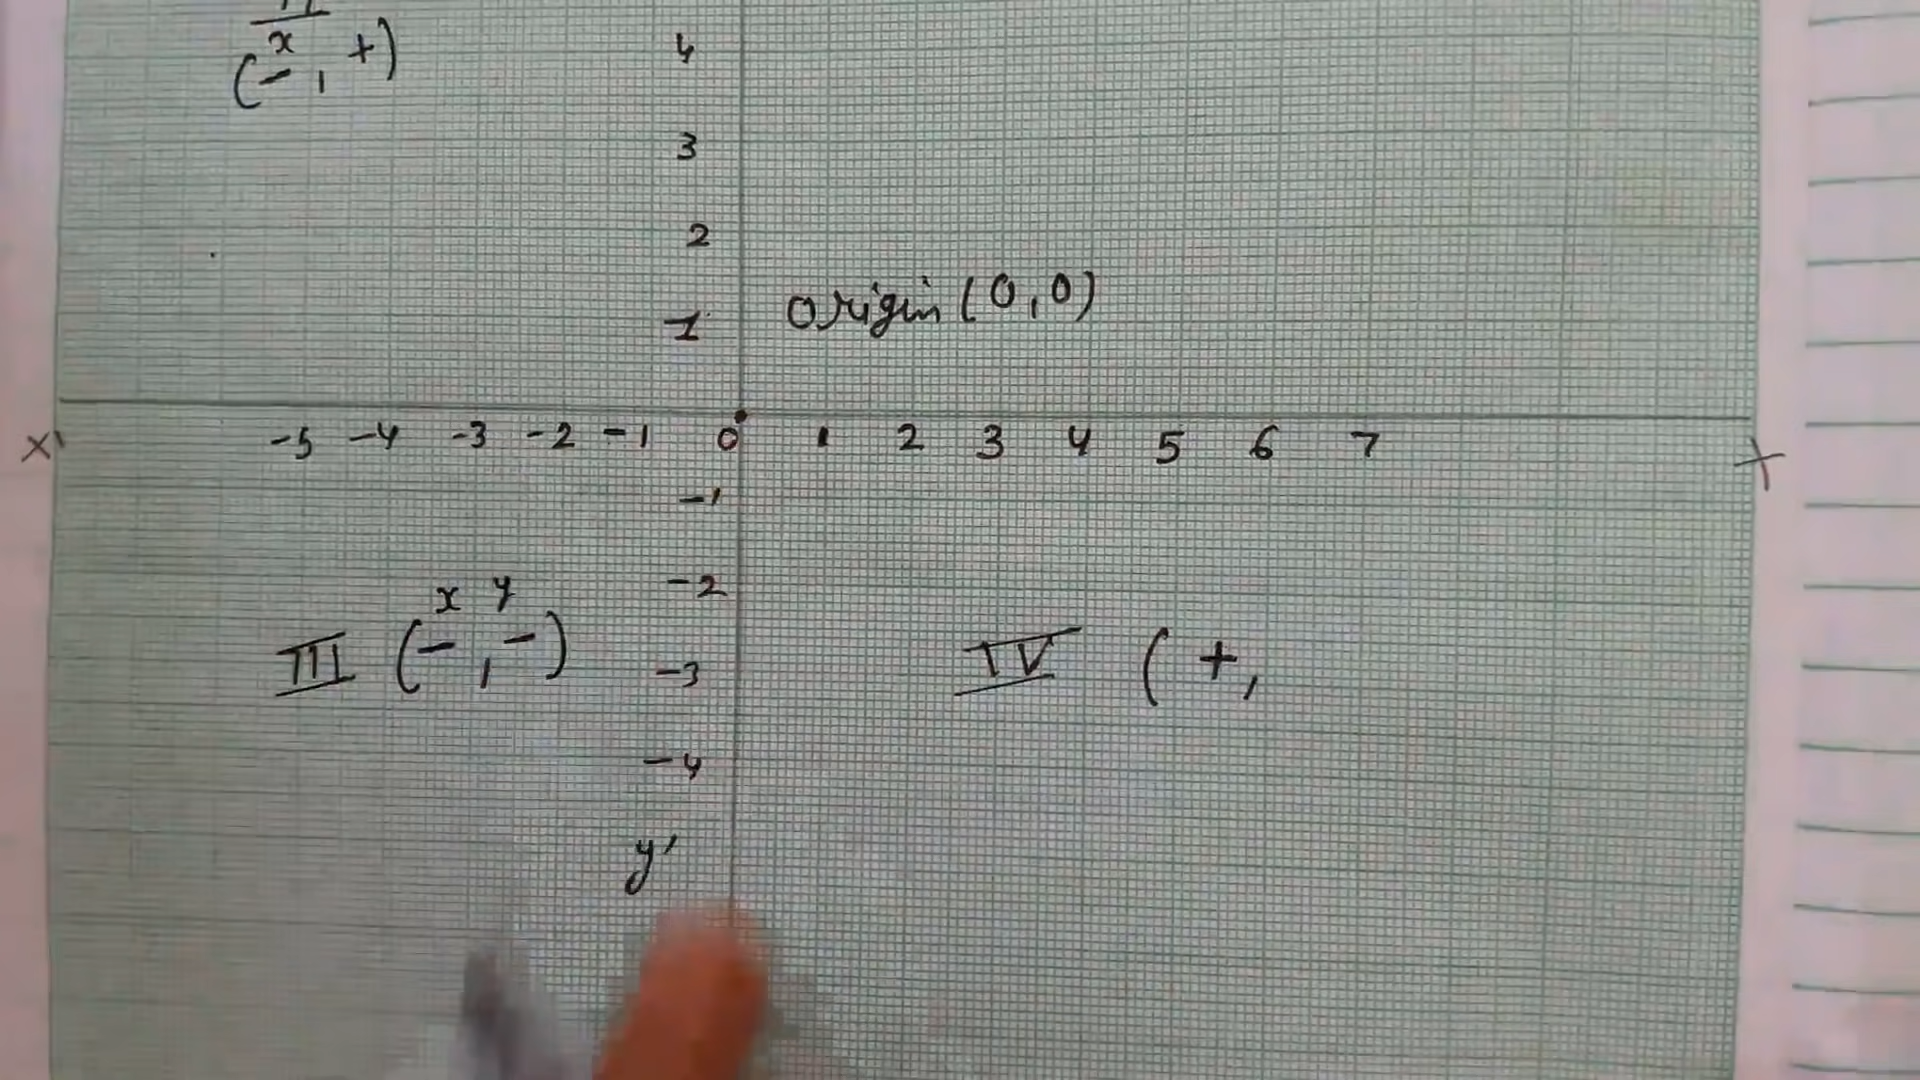 II
x
(-, +)
4
3
2
1
origin (0,0)
X' -5 -4 -3 -2 -1 0 1 2 3 4 5 6 7 X
-1
-2
x y
III (-,-)
IV (+,
-3
-4
y'